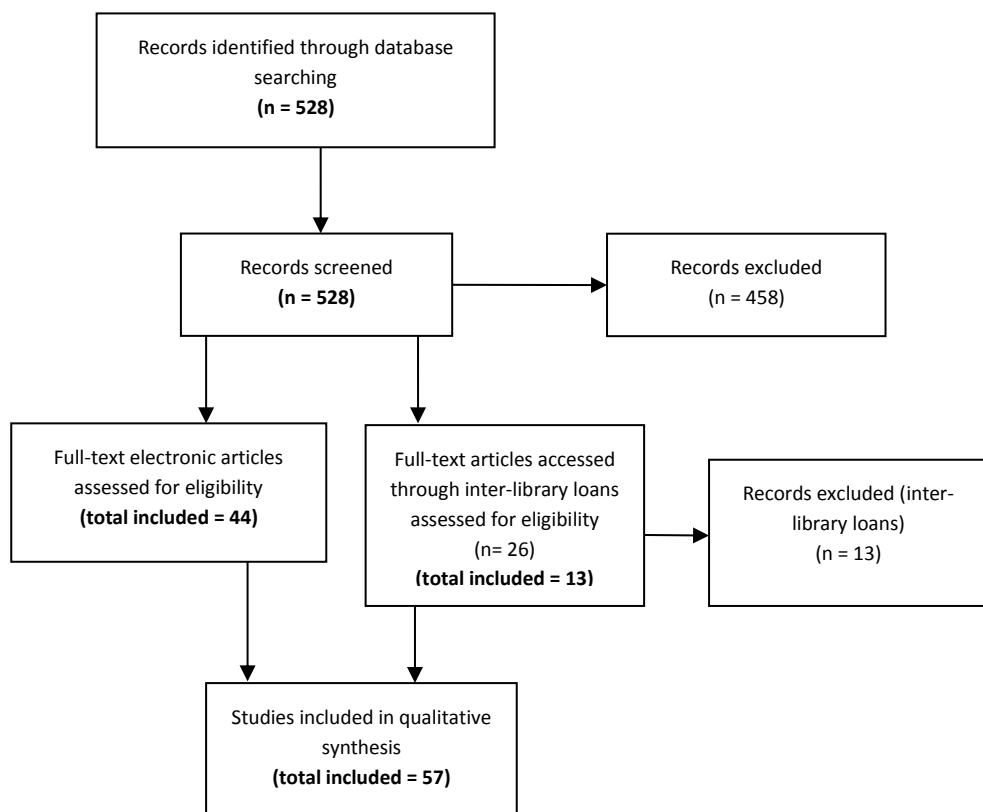 Records identified through database
searching
(n = 528)
Records screened
(n = 528)
Records excluded
(n = 458)
Full-text electronic articles
assessed for eligibility
(total included = 44)
Full-text articles accessed
through inter-library loans
assessed for eligibility
(n= 26)
(total included = 13)
Records excluded (inter-
library loans)
(n = 13)
Studies included in qualitative
synthesis
(total included = 57)